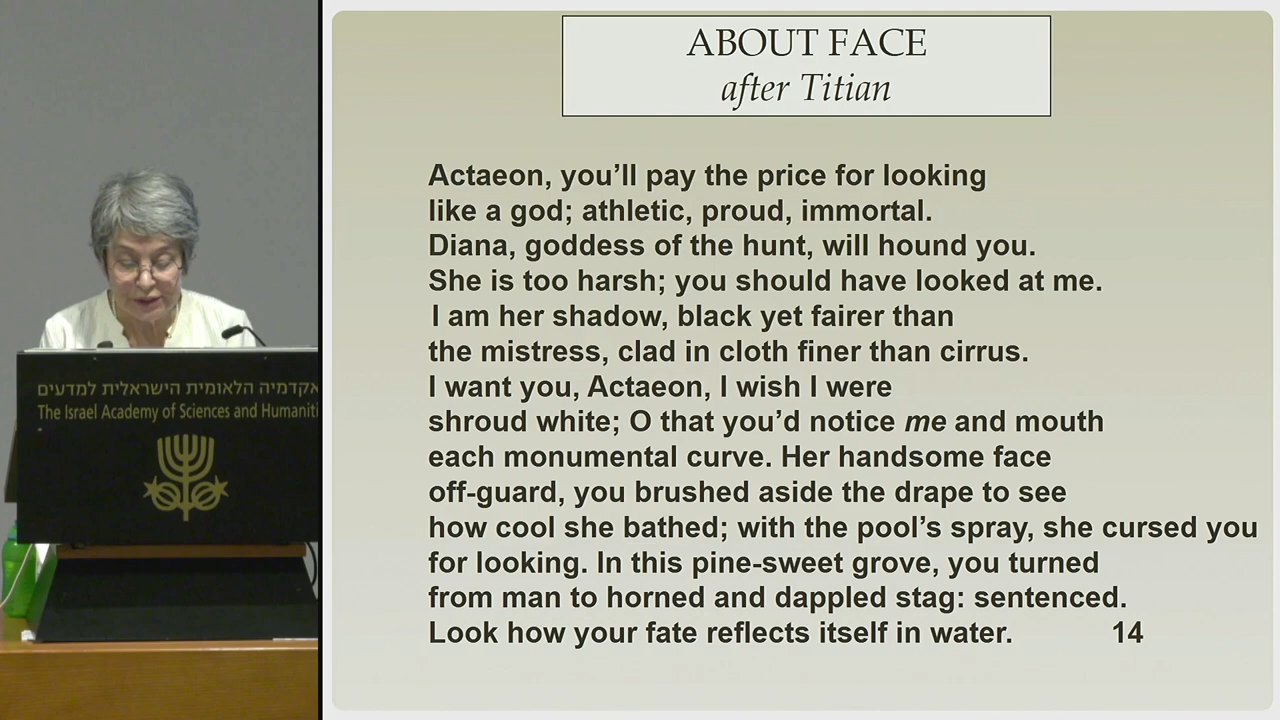 ABOUT FACE
after Titian
Actaeon, you’ll pay the price for looking
like a god; athletic, proud, immortal.
Diana, goddess of the hunt, will hound you.
She is too harsh; you should have looked at me.
I am her shadow, black yet fairer than
the mistress, clad in cloth finer than cirrus.
I want you, Actaeon, I wish I were
shroud white; O that you’d notice me and mouth
each monumental curve. Her handsome face
off-guard, you brushed aside the drape to see
how cool she bathed; with the pool’s spray, she cursed you
for looking. In this pine-sweet grove, you turned
from man to horned and dappled stag: sentenced.
Look how your fate reflects itself in water. 14
אקדמיה הלאומית הישראלית למדעים
The Israel Academy of Sciences and Humaniti